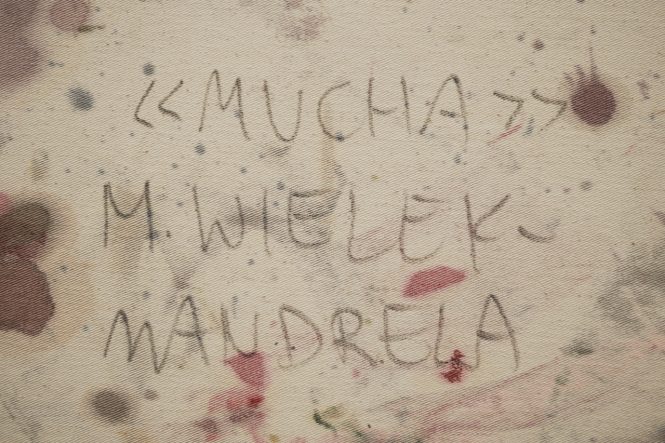 <<MUCHA>>
M. WIELEK-
MANDRELA